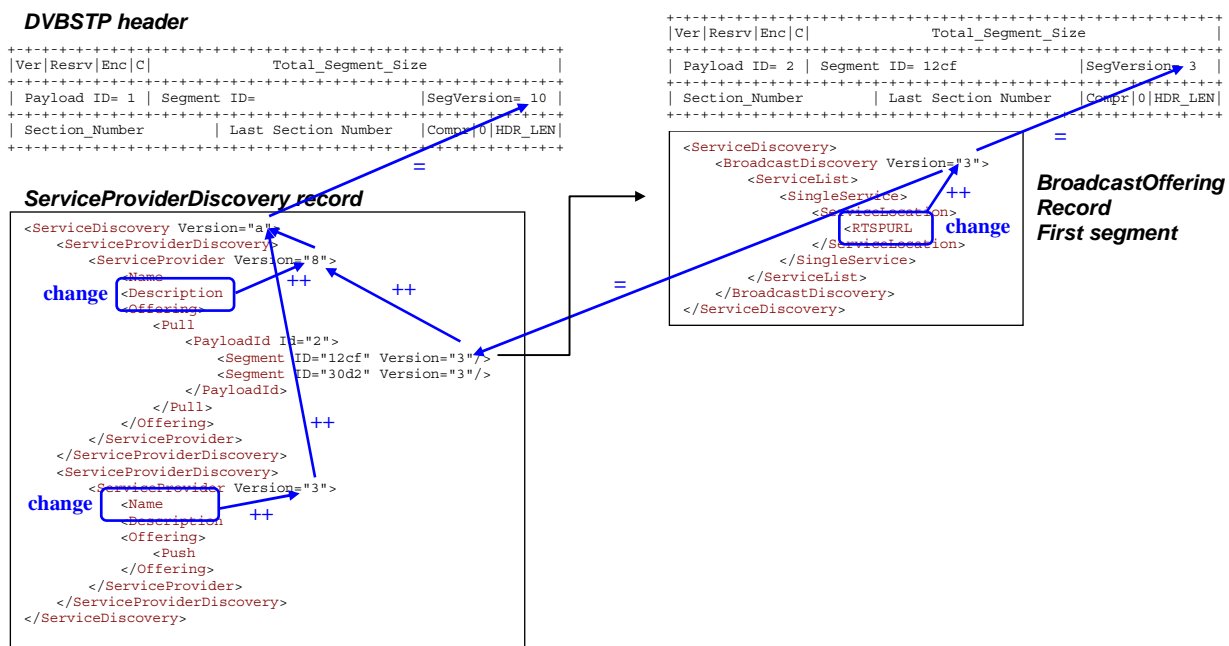 DVBSTP header
+-+-+-+-+-+-+-+-+-+-+-+-+-+-+-+-+-+-+-+-+-+-+-+-+-+-+-+-+-+-+-+-+
|Ver|Resrv|Enc|C| Total_Segment_Size |
+-+-+-+-+-+-+-+-+-+-+-+-+-+-+-+-+-+-+-+-+-+-+-+-+-+-+-+-+-+-+-+-+
| Payload ID= 1 | Segment ID= |SegVersion= 10 |
+-+-+-+-+-+-+-+-+-+-+-+-+-+-+-+-+-+-+-+-+-+-+-+-+-+-+-+-+-+-+-+-+
| Section_Number | Last Section Number |Compr|0|HDR_LEN|
+-+-+-+-+-+-+-+-+-+-+-+-+-+-+-+-+-+-+-+-+-+-+-+-+-+-+-+-+-+-+-+-+
=
ServiceProviderDiscovery record
<ServiceDiscovery Version="a">
<ServiceProviderDiscovery>
<ServiceProvider Version="8">
<Name
change
<Description
++
++
<Offering>
<Pull
<PayloadId Id="2">
<Segment ID="12cf" Version="3"/>
<Segment ID="30d2" Version="3"/>
</PayloadId>
</Pull>
</Offering>
++
</ServiceProvider>
</ServiceProviderDiscovery>
<ServiceProviderDiscovery>
<ServiceProvider Version="3">
change
<Name
++
<Description
<Offering>
<Push
</Offering>
</ServiceProvider>
</ServiceProviderDiscovery>
</ServiceDiscovery>
+-+-+-+-+-+-+-+-+-+-+-+-+-+-+-+-+-+-+-+-+-+-+-+-+-+-+-+-+-+-+-+-+
|Ver|Resrv|Enc|C| Total_Segment_Size |
+-+-+-+-+-+-+-+-+-+-+-+-+-+-+-+-+-+-+-+-+-+-+-+-+-+-+-+-+-+-+-+-+
| Payload ID= 2 | Segment ID= 12cf |SegVersion= 3 |
+-+-+-+-+-+-+-+-+-+-+-+-+-+-+-+-+-+-+-+-+-+-+-+-+-+-+-+-+-+-+-+-+
| Section_Number | Last Section Number |Compr|0|HDR_LEN|
+-+-+-+-+-+-+-+-+-+-+-+-+-+-+-+-+-+-+-+-+-+-+-+-+-+-+-+-+-+-+-+-+
=
<ServiceDiscovery>
<BroadcastDiscovery Version="3">
<ServiceList>
<SingleService>
++
<ServiceLocation>
<RTSPURL
change
</ServiceLocation>
</SingleService>
</ServiceList>
=
</BroadcastDiscovery>
</ServiceDiscovery>
BroadcastOffering
Record
First segment